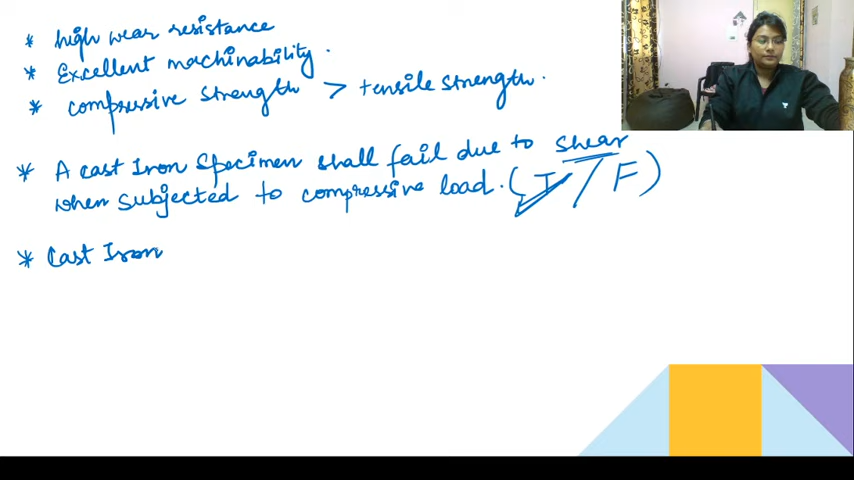 * high wear resistance
* Excellent machinability.
* compressive strength > tensile strength.
* A cast Iron specimen shall fail due to shear
when subjected to compressive load. (T/F)
* Cast Iron